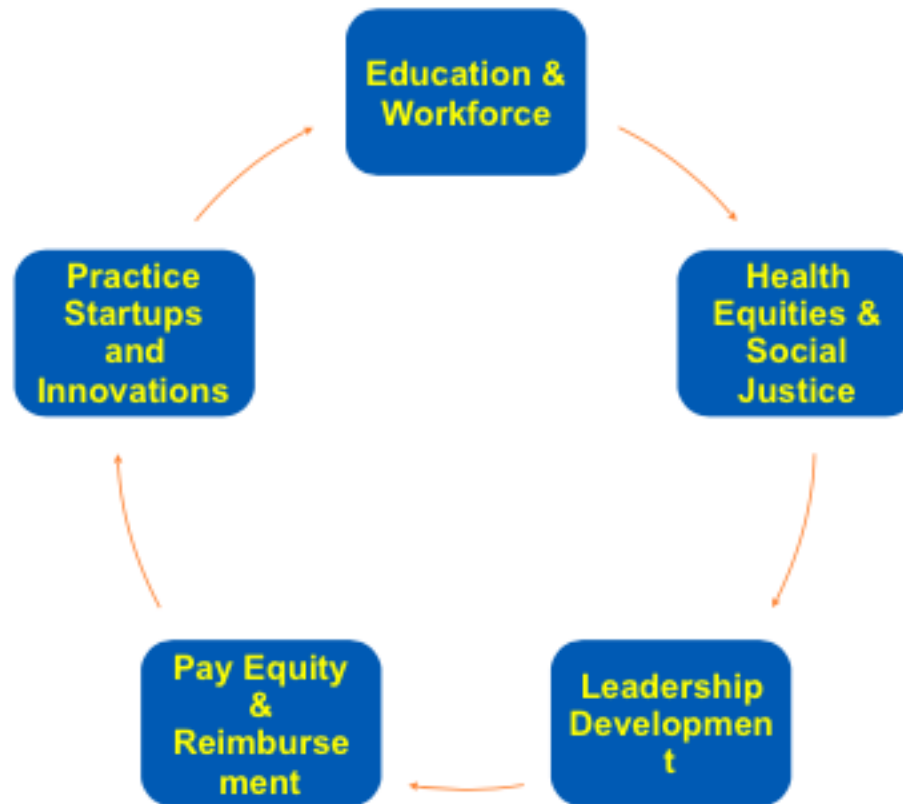 Education &
Workforce
Health
Equities &
Social
Justice
Leadership
Developmen
t
Pay Equity
&
Reimburse
ment
Practice
Startups
and
Innovations